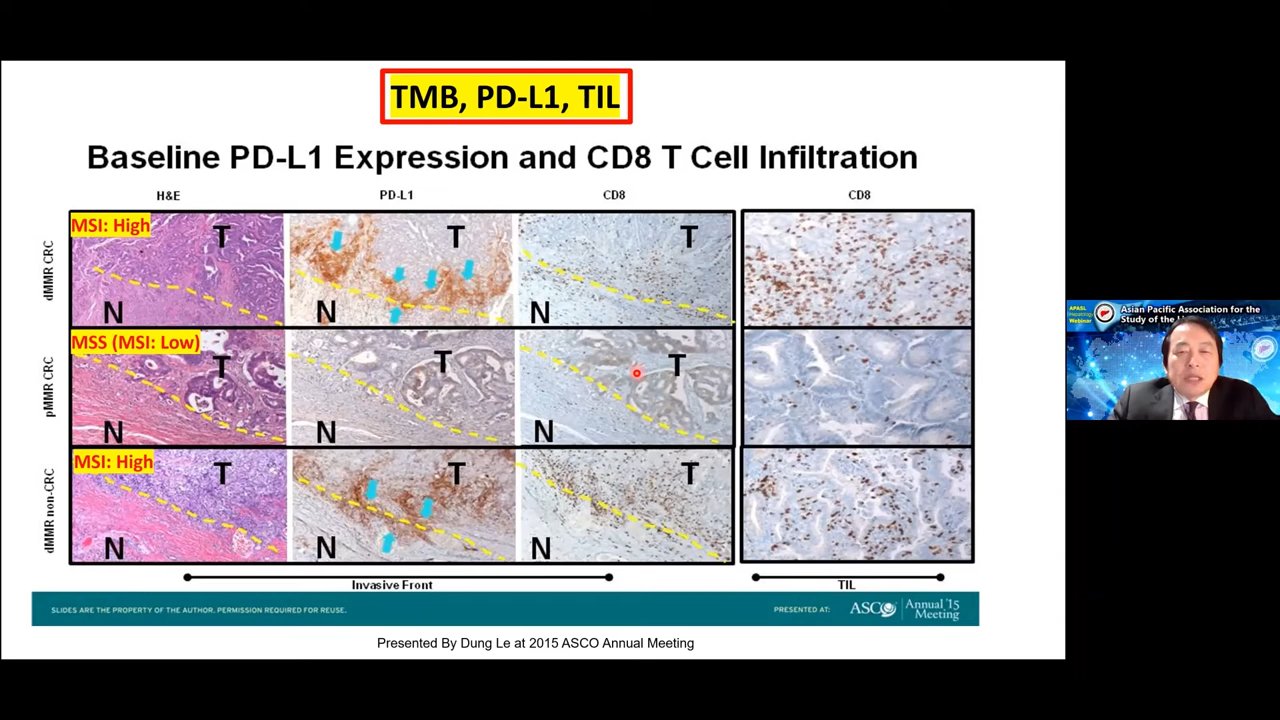 TMB, PD-L1, TIL
Baseline PD-L1 Expression and CD8 T Cell Infiltration
H&E
PD-L1
CD8
CD8
dMMR CRC
MSI: High
T
N
T
N
T
N
pMMR CRC
MSS (MSI: Low)
T
N
T
N
T
N
dMMR non-CRC
MSI: High
T
N
T
N
T
N
Invasive Front
TIL
SLIDES ARE THE PROPERTY OF THE AUTHOR. PERMISSION REQUIRED FOR REUSE.
PRESENTED AT:
ASCO
Annual '15
Meeting
Presented By Dung Le at 2015 ASCO Annual Meeting
APASL
Hepatology
Webinar
Asian Pacific Association for the
Study of the